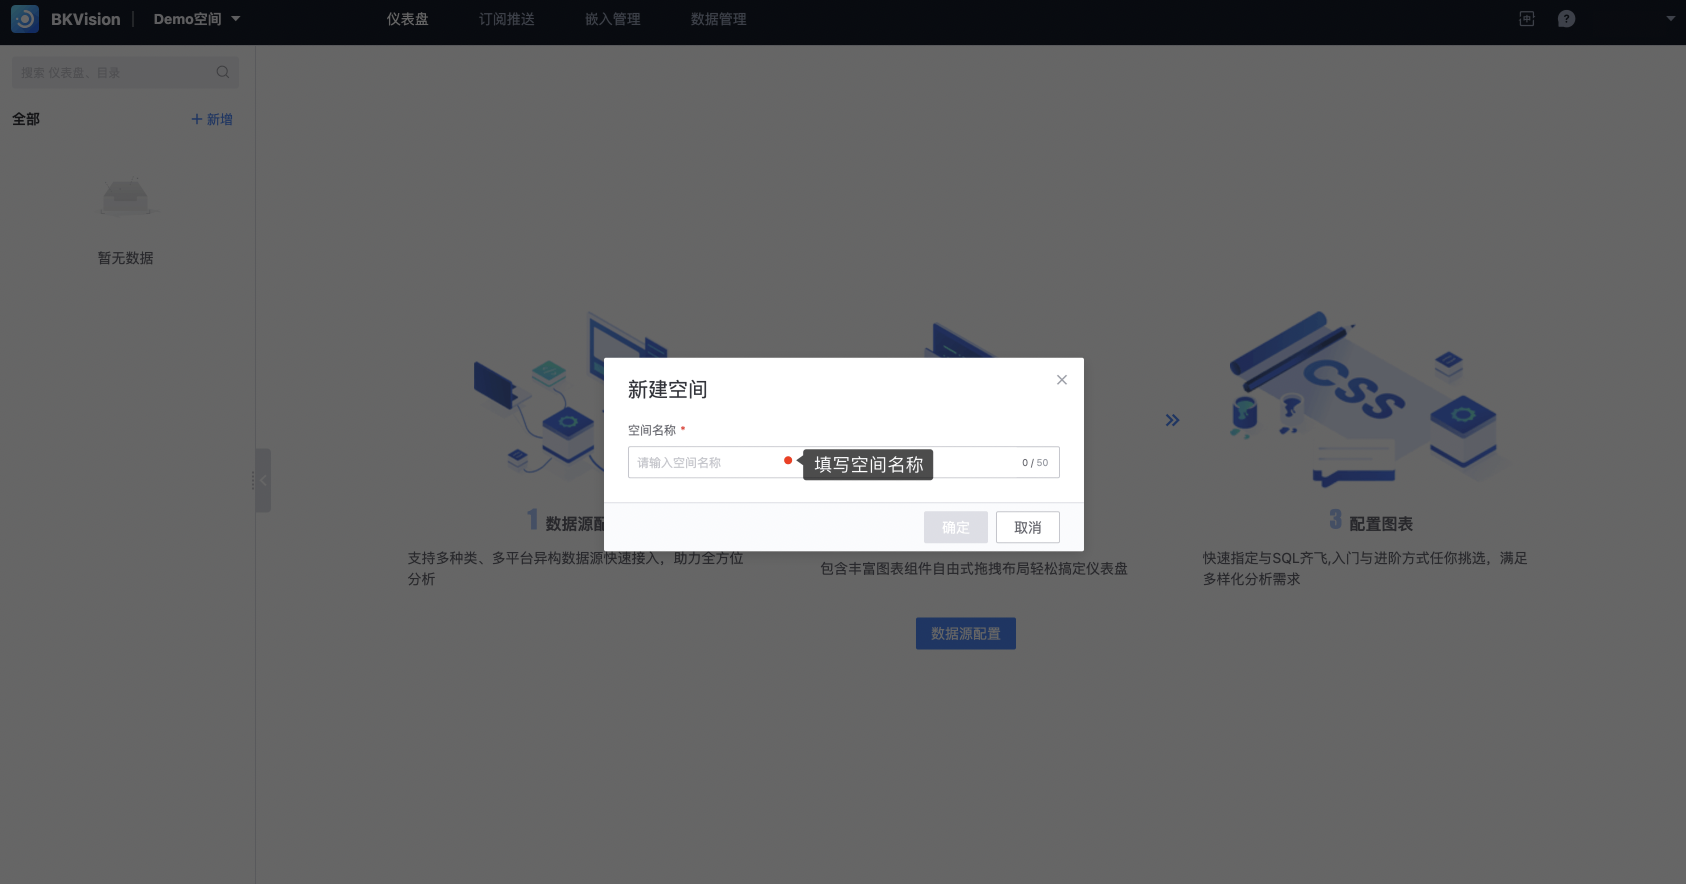 BKVision | Demo空间
仪表盘 订阅推送 嵌入管理 数据管理
中 ?
搜索 仪表盘、目录
全部 + 新增
暂无数据
CSS
新建空间
空间名称 *
请输入空间名称
填写空间名称
0 / 50
确定 取消
1 数据源配
支持多种类、多平台异构数据源快速接入，助力全方位
分析
包含丰富图表组件自由式拖拽布局轻松搞定仪表盘
3 配置图表
快速指定与SQL齐飞,入门与进阶方式任你挑选，满足
多样化分析需求
数据源配置